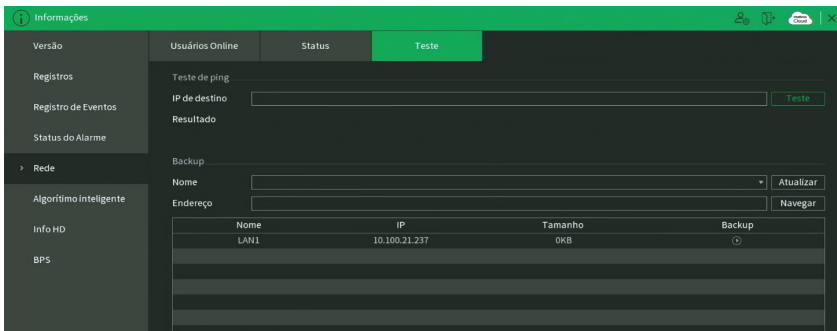 Informações
Versão
Registros
Registro de Eventos
Status do Alarme
Rede
Algorítimo inteligente
Info HD
BPS
Usuários Online Status Teste
Teste de ping
IP de destino Teste
Resultado
Backup
Nome Atualizar
Endereço Navegar
Nome IP Tamanho Backup
LAN1 10.100.21.237 0KB